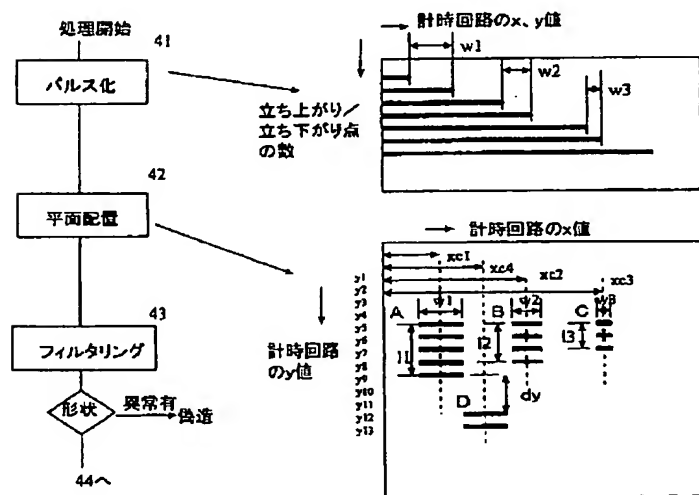 処理開始
41
パルス化
42
平面配置
43
フィルタリング
形状
異常有
偽造
44へ
計時回路のx、y値
w1
w2
w3
立ち上がり／
立ち下がり点
の数
計時回路のx値
xc1
xc4
xc2
xc3
y1
y2
y3
y4
y5
y6
y7
y8
y9
y10
y11
y12
y13
A
w1
B
w2
C
w3
l1
l2
l3
D
dy
計時回路
のy値